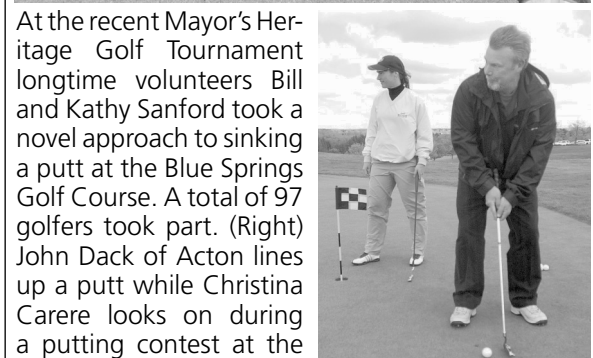 At the recent Mayor's Her-
itage Golf Tournament
longtime volunteers Bill
and Kathy Sanford took a
novel approach to sinking
a putt at the Blue Springs
Golf Course. A total of 97
golfers took part. (Right)
John Dack of Acton lines
up a putt while Christina
Carere looks on during
a putting contest at the